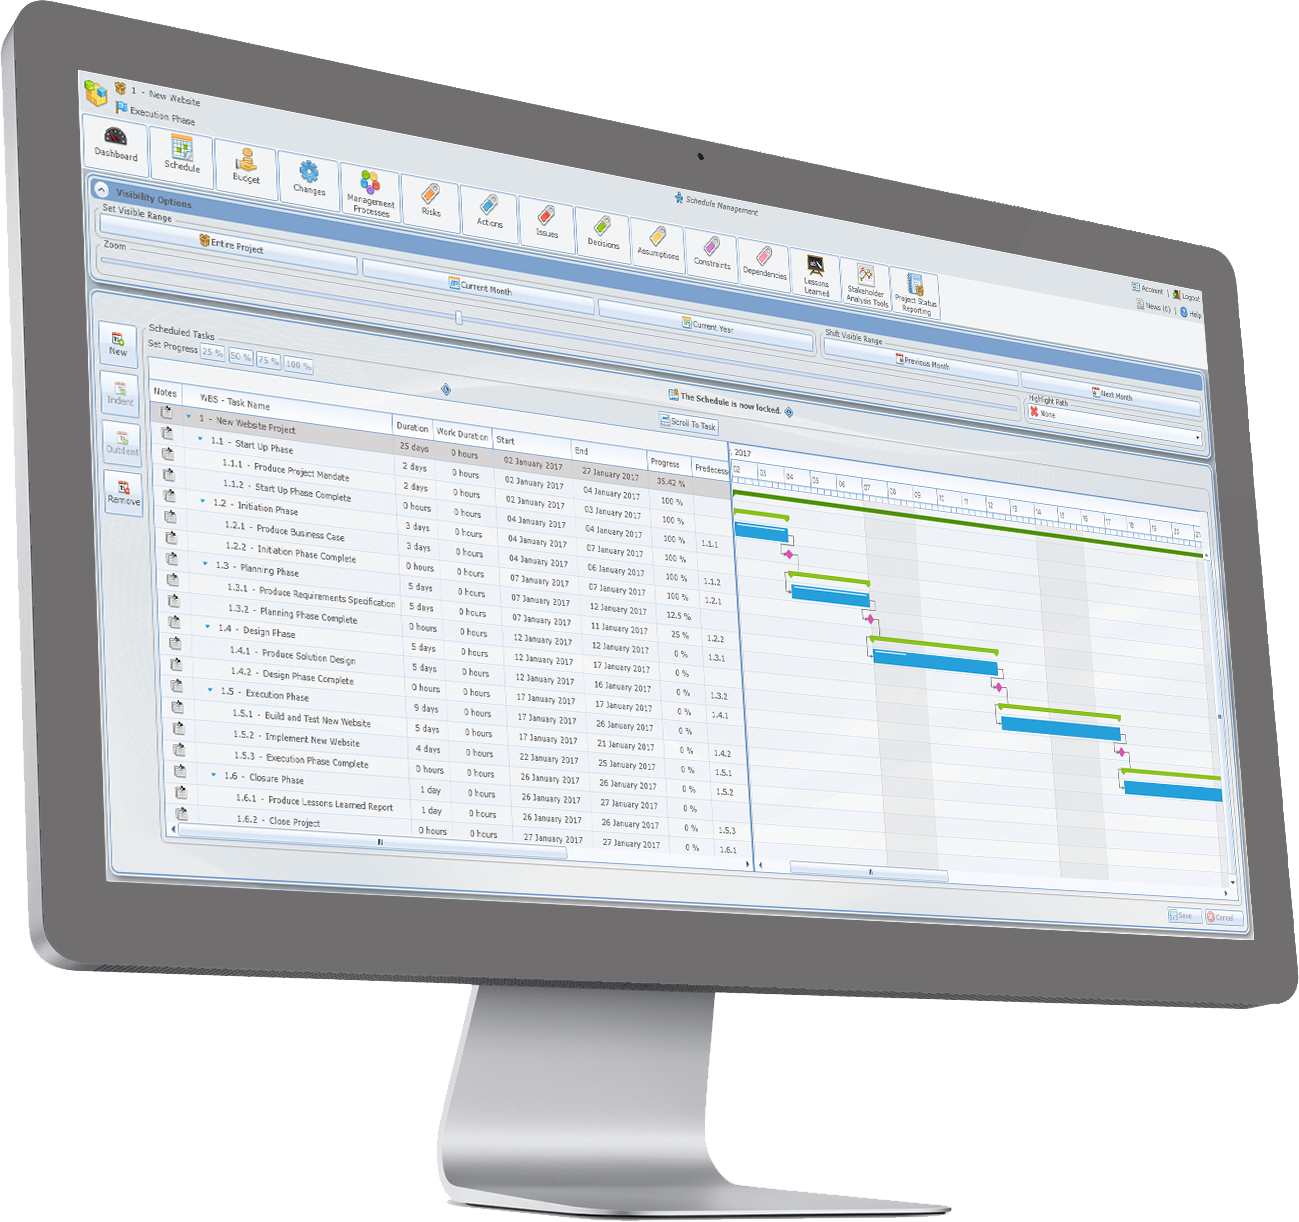 1 - New Website
Execution Phase
Schedule Management
Account | Logout
News (0) | Help
Dashboard
Schedule
Budget
Changes
Management
Processes
Risks
Actions
Issues
Decisions
Assumptions
Constraints
Dependencies
Lessons
Learned
Stakeholder
Analysis Tools
Project Status
Reporting
Visibility Options
Set Visible Range
Entire Project
Current Month
Current Year
Shift Visible Range
Previous Month
Next Month
Zoom
Highlight Path
None
New
Indent
Outdent
Remove
Scheduled Tasks
Set Progress 25 % 50 % 75 % 100 %
The Schedule is now locked.
Scroll To Task
Notes WBS - Task Name Duration Work Duration Start End Progress Predecess
1 - New Website Project 25 days 0 hours 02 January 2017 27 January 2017 35.42 %
1.1 - Start Up Phase 2 days 0 hours 02 January 2017 04 January 2017 100 %
1.1.1 - Produce Project Mandate 2 days 0 hours 02 January 2017 03 January 2017 100 %
1.1.2 - Start Up Phase Complete 0 hours 0 hours 04 January 2017 04 January 2017 100 % 1.1.1
1.2 - Initiation Phase 3 days 0 hours 04 January 2017 07 January 2017 100 %
1.2.1 - Produce Business Case 3 days 0 hours 04 January 2017 06 January 2017 100 % 1.1.2
1.2.2 - Initiation Phase Complete 0 hours 0 hours 07 January 2017 07 January 2017 100 % 1.2.1
1.3 - Planning Phase 5 days 0 hours 07 January 2017 12 January 2017 12.5 %
1.3.1 - Produce Requirements Specification 5 days 0 hours 07 January 2017 11 January 2017 25 % 1.2.2
1.3.2 - Planning Phase Complete 0 hours 0 hours 12 January 2017 12 January 2017 0 % 1.3.1
1.4 - Design Phase 5 days 0 hours 12 January 2017 17 January 2017 0 %
1.4.1 - Produce Solution Design 5 days 0 hours 12 January 2017 16 January 2017 0 % 1.3.2
1.4.2 - Design Phase Complete 0 hours 0 hours 17 January 2017 17 January 2017 0 % 1.4.1
1.5 - Execution Phase 9 days 0 hours 17 January 2017 26 January 2017 0 %
1.5.1 - Build and Test New Website 5 days 0 hours 17 January 2017 21 January 2017 0 % 1.4.2
1.5.2 - Implement New Website 4 days 0 hours 22 January 2017 25 January 2017 0 % 1.5.1
1.5.3 - Execution Phase Complete 0 hours 0 hours 26 January 2017 26 January 2017 0 % 1.5.2
1.6 - Closure Phase 1 day 0 hours 26 January 2017 27 January 2017 0 %
1.6.1 - Produce Lessons Learned Report 1 day 0 hours 26 January 2017 26 January 2017 0 % 1.5.3
1.6.2 - Close Project 0 hours 0 hours 27 January 2017 27 January 2017 0 % 1.6.1
, 2017
02 03 04 05 06 07 08 09 10 11 12 13 14 15 16 17 18 19 20 21
Save Cancel